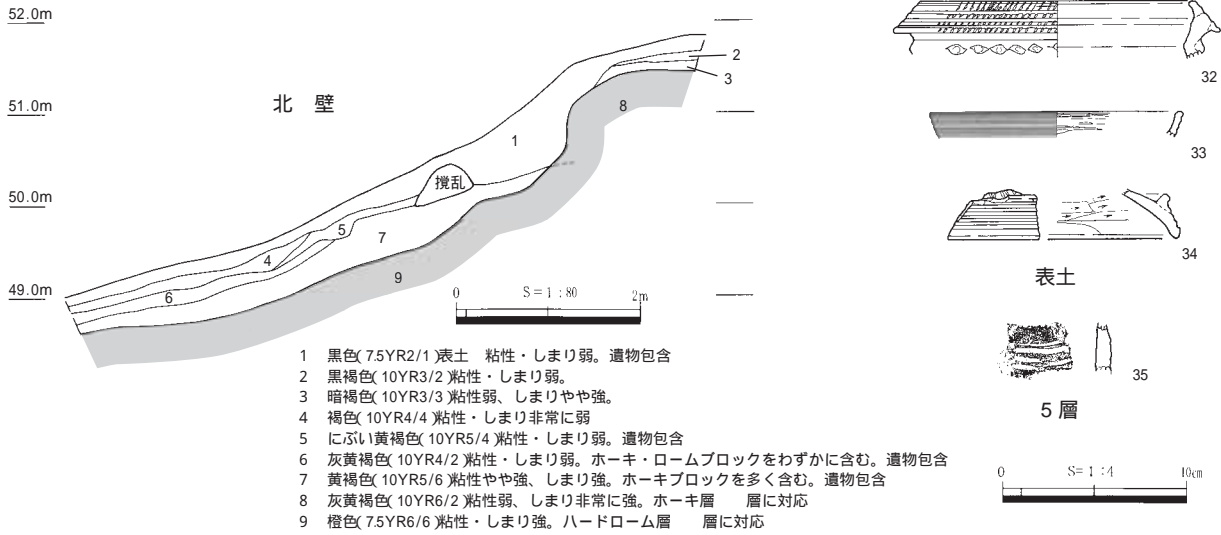 52.0m
51.0m
50.0m
49.0m
北 壁
1
2
3
8
攪乱
5
4
7
6
9
0 S=1:80 2m
1 黒色(7.5YR2/1)表土 粘性・しまり弱。遺物包含
2 黒褐色(10YR3/2)粘性・しまり弱。
3 暗褐色(10YR3/3)粘性弱、しまりやや強。
4 褐色(10YR4/4)粘性・しまり非常に弱
5 にぶい黄褐色(10YR5/4)粘性・しまり弱。遺物包含
6 灰黄褐色(10YR4/2)粘性・しまり弱。ホーキ・ロームブロックをわずかに含む。遺物包含
7 黄褐色(10YR5/6)粘性やや強、しまり強。ホーキブロックを多く含む。遺物包含
8 灰黄褐色(10YR6/2)粘性弱、しまり非常に強。ホーキ層 層に対応
9 橙色(7.5YR6/6)粘性・しまり強。ハードローム層 層に対応
32
33
34
表土
35
5層
0 S=1:4 10cm